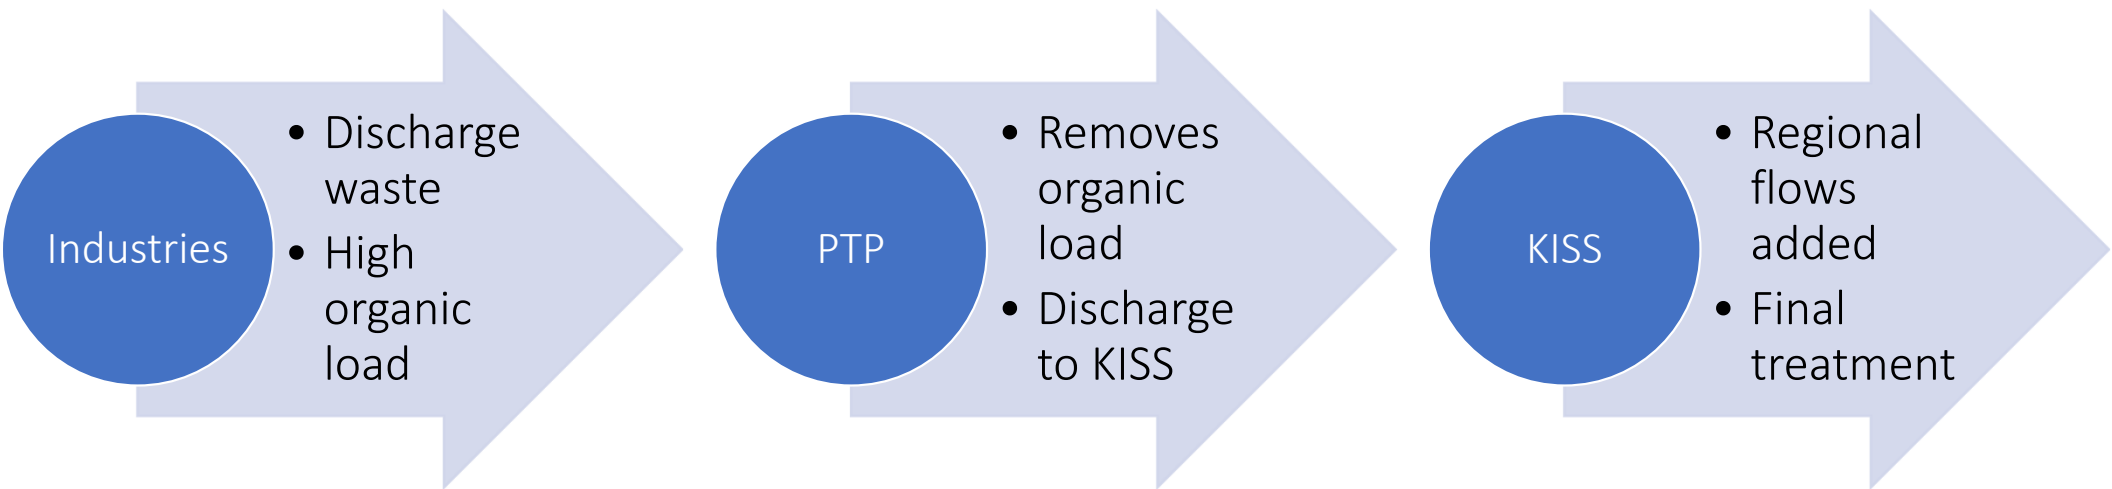 Industries
• Discharge
waste
• High
organic
load
PTP
• Removes
organic
load
• Discharge
to KISS
KISS
• Regional
flows
added
• Final
treatment